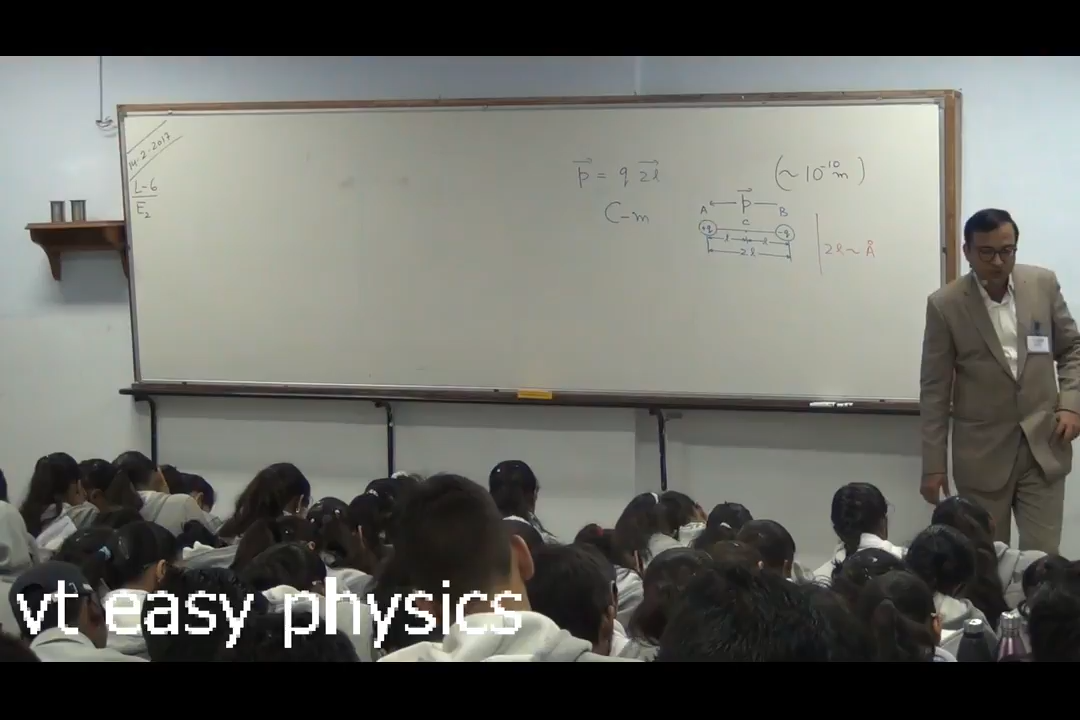 14-2-2017
L-6
E₂
p⃗ = q 2l⃗
C-m
(~ 10⁻¹⁰ m)
A ← p⃗ — B
+q C -q
l l
2l
2l ~ Å
vt easy physics